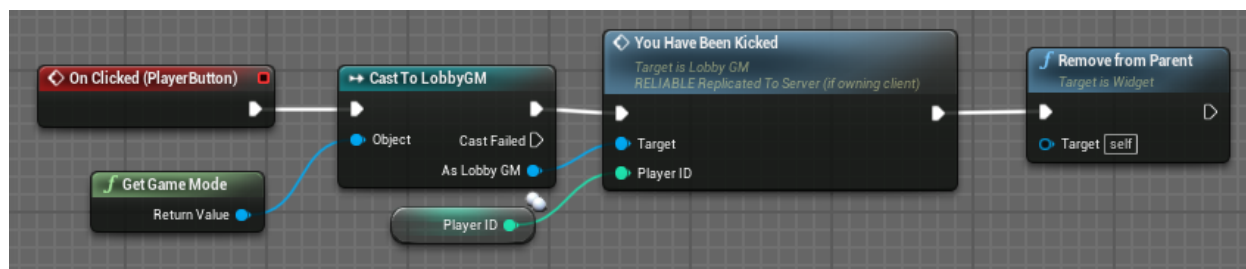 On Clicked (PlayerButton)
Cast To LobbyGM
Object
Cast Failed
As Lobby GM
Get Game Mode
Return Value
Player ID
You Have Been Kicked
Target is Lobby GM
RELIABLE Replicated To Server (if owning client)
Target
Player ID
f Remove from Parent
Target is Widget
Target self